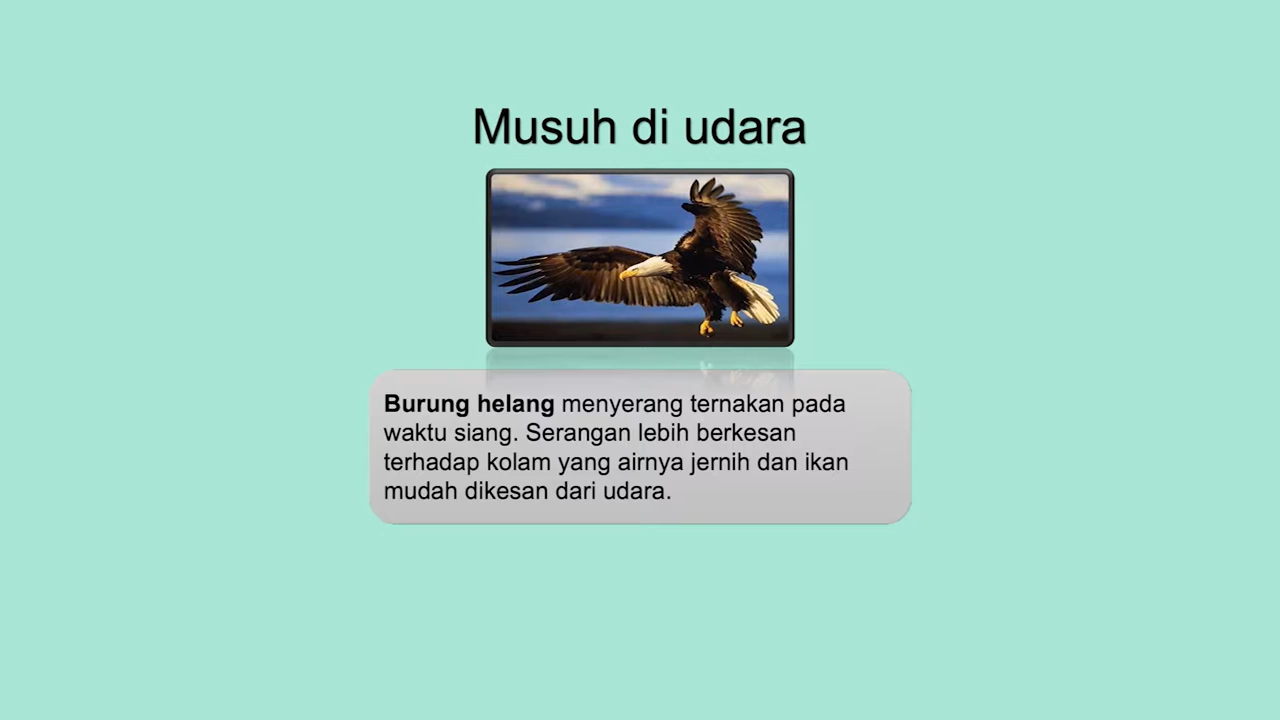 Musuh di udara
Burung helang menyerang ternakan pada
waktu siang. Serangan lebih berkesan
terhadap kolam yang airnya jernih dan ikan
mudah dikesan dari udara.